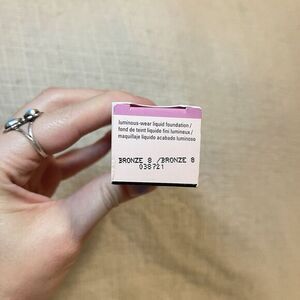 luminous-wear liquid foundation /
fond de teint liquide fini lumineux /
maquillaje líquido acabado luminoso
BRONZE 8 /BRONZE 8
038721